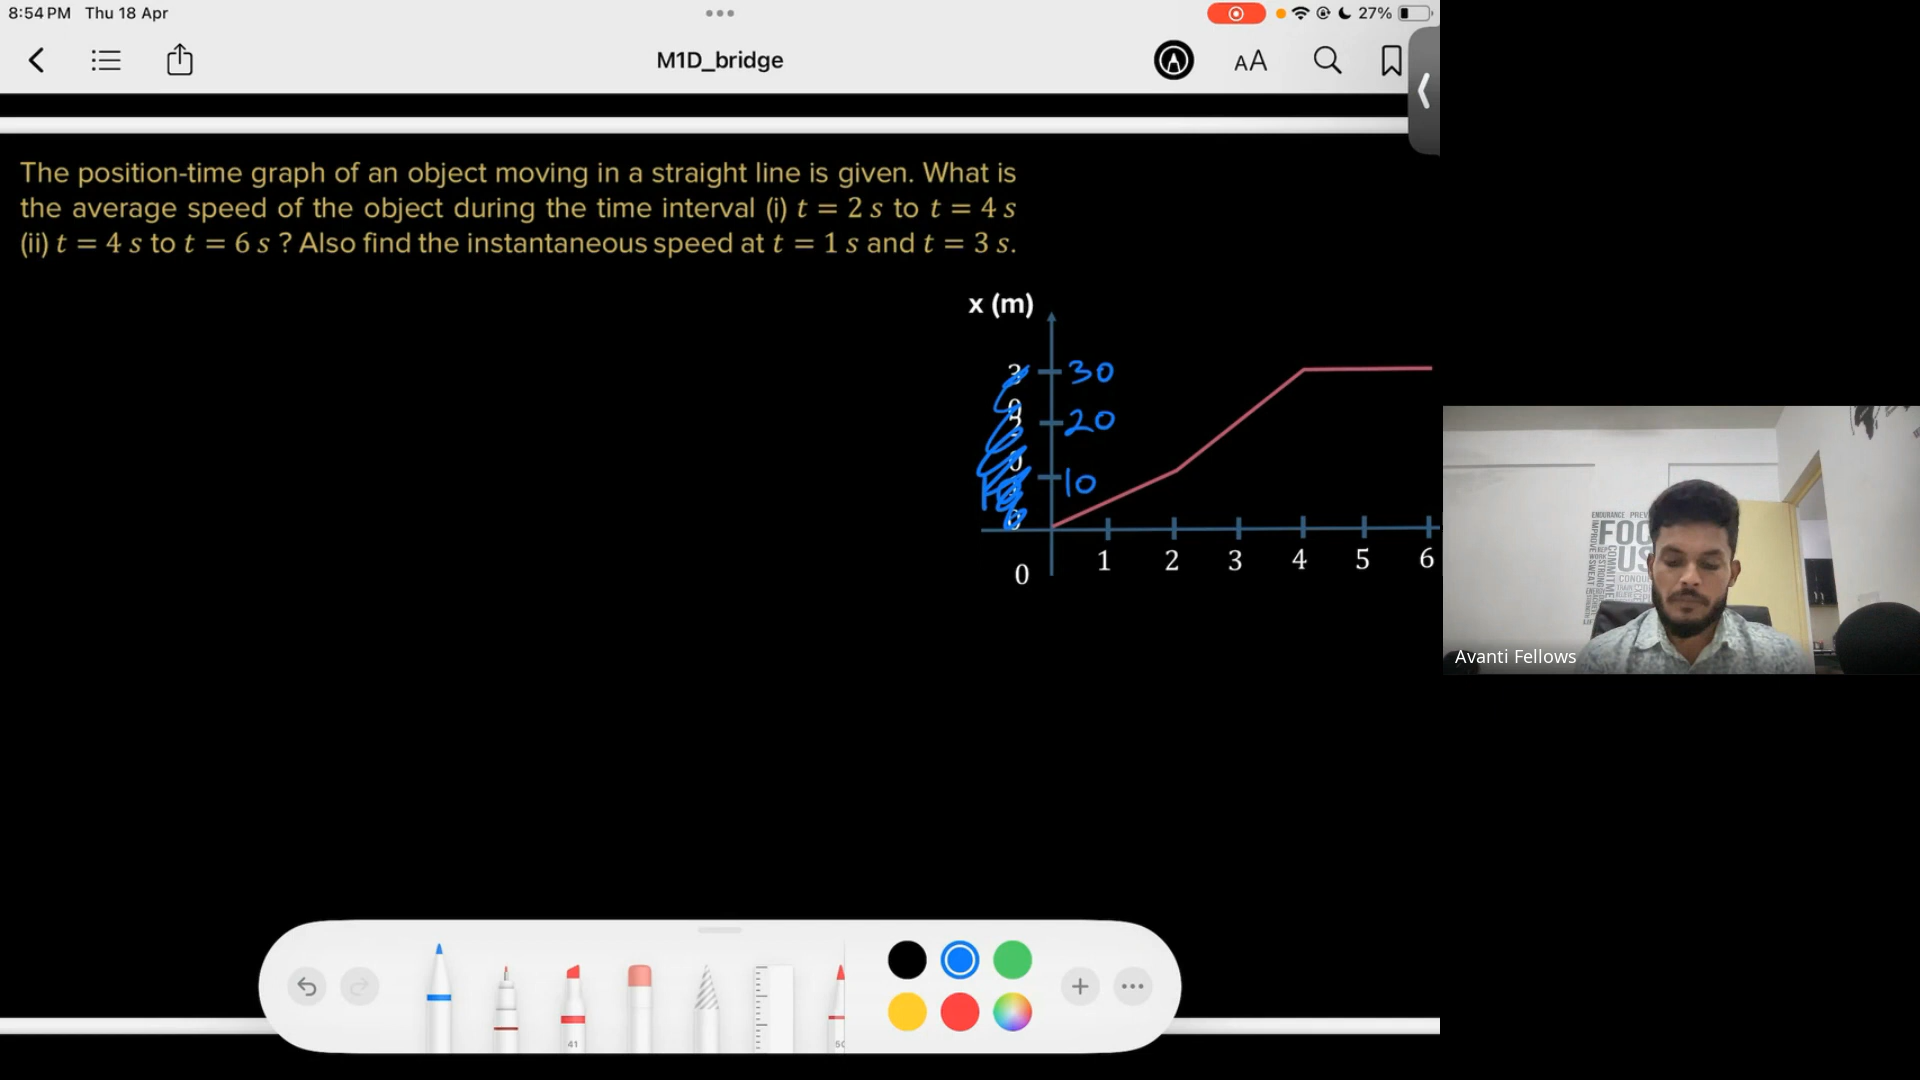 8:54 PM Thu 18 Apr
27%
M1D_bridge
AA
The position-time graph of an object moving in a straight line is given. What is
the average speed of the object during the time interval (i) t = 2 s to t = 4 s
(ii) t = 4 s to t = 6 s ? Also find the instantaneous speed at t = 1 s and t = 3 s.
x (m)
30
20
10
0 1 2 3 4 5 6
FOC
US
Avanti Fellows
41